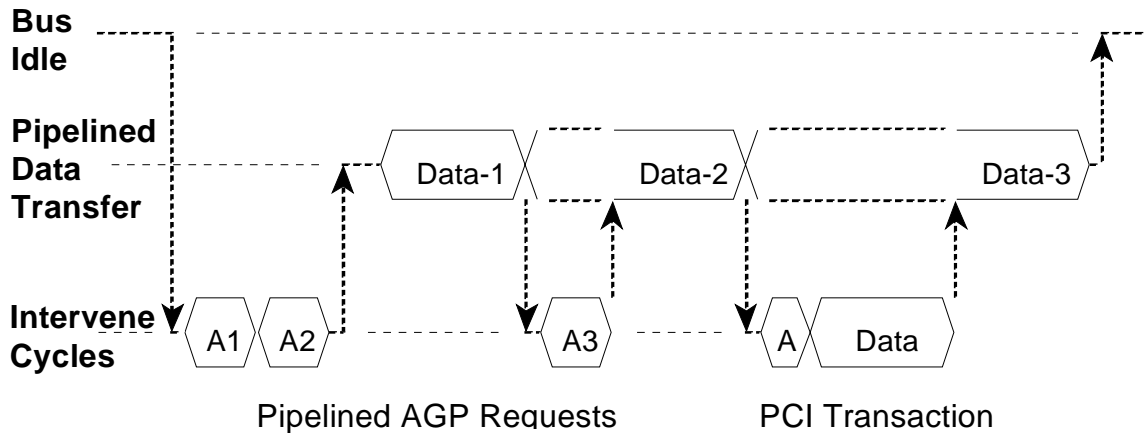 Bus
Idle
Pipelined
Data
Transfer
Data-1
Data-2
Data-3
Intervene
Cycles
A1
A2
A3
A
Data
Pipelined AGP Requests
PCI Transaction